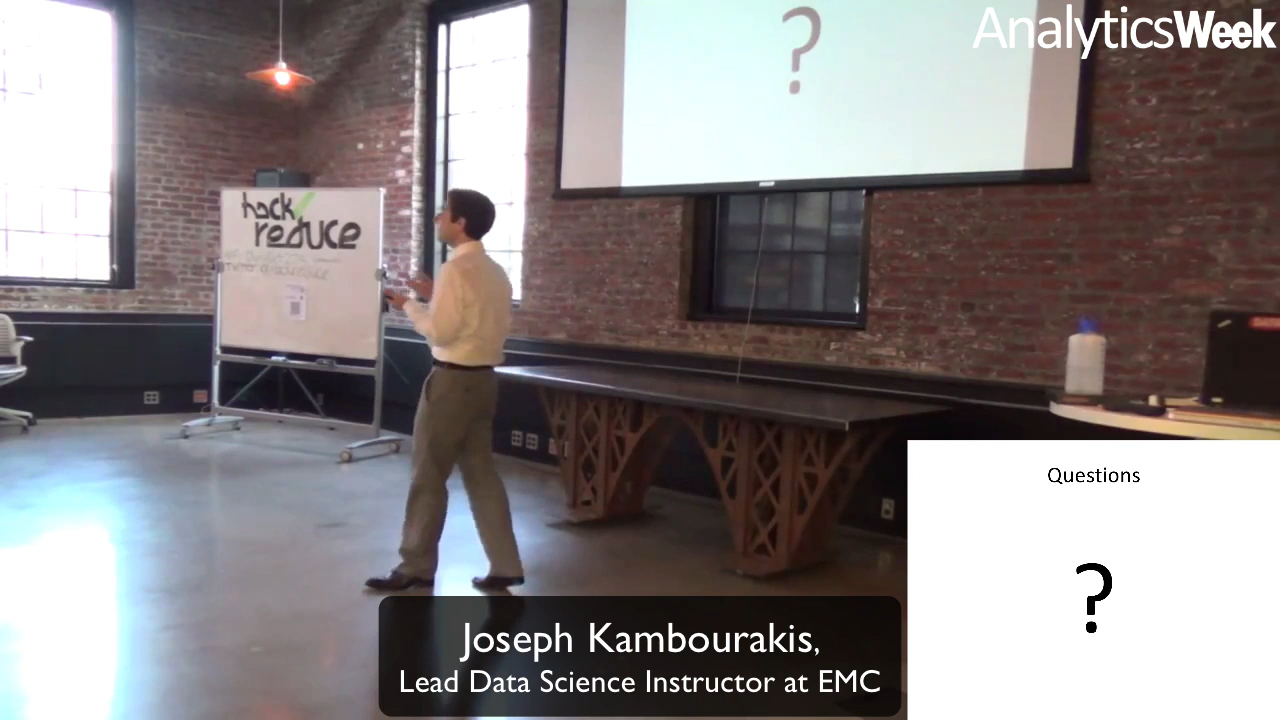 AnalyticsWeek
?
hack/
reduce
Questions
?
Joseph Kambourakis,
Lead Data Science Instructor at EMC